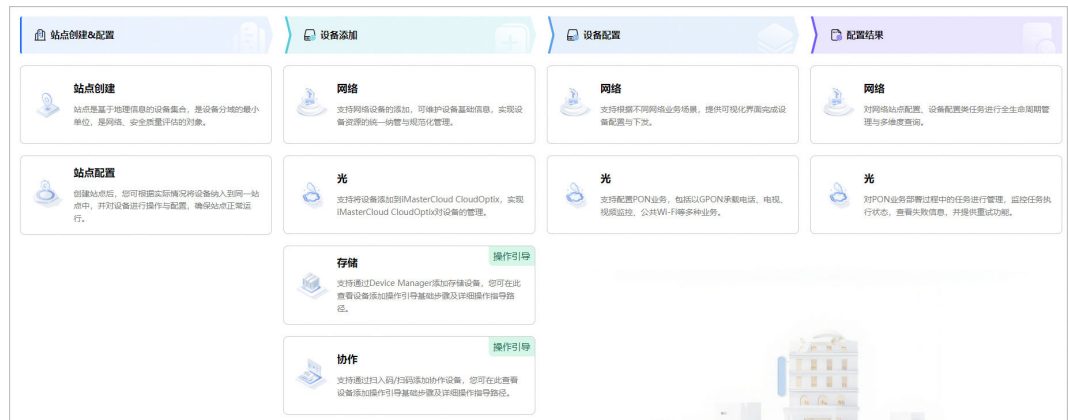 站点创建&配置
设备添加
设备配置
配置结果
站点创建
站点是基于地理信息的设备集合，是设备分域的最小
单位，是网络、安全质量评估的对象。
网络
支持网络设备的添加，可维护设备基础信息，实现设
备资源的统一纳管与规范化管理。
网络
支持根据不同网络业务场景，提供可视化界面完成设
备配置与下发。
网络
对网络站点配置、设备配置类任务进行全生命周期管
理与多维度查询。
站点配置
创建站点后，您可根据实际情况将设备纳入到同一站
点中，并对设备进行操作与配置，确保站点正常运
行。
光
支持将设备添加到iMasterCloud CloudOptix，实现
iMasterCloud CloudOptix对设备的管理。
光
支持配置PON业务，包括以GPON承载电话、电视、
视频监控、公共Wi-Fi等多种业务。
光
对PON业务部署过程中的任务进行管理，监控任务执
行状态，查看失败信息，并提供重试功能。
操作引导
存储
支持通过Device Manager添加存储设备，您可在此
查看设备添加操作引导基础步骤及详细操作指导路
径。
操作引导
协作
支持通过扫入码/扫码添加协作设备，您可在此查看
设备添加操作引导基础步骤及详细操作指导路径。